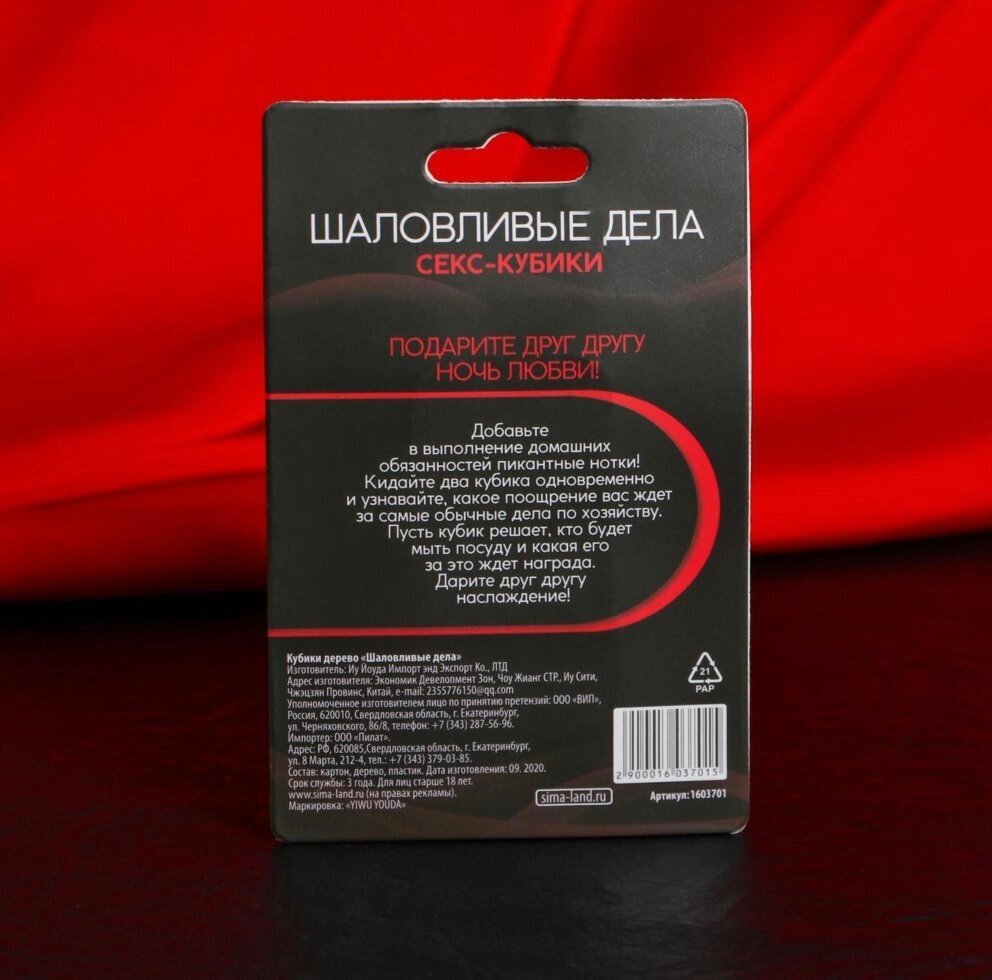 ШАЛОВЛИВЫЕ ДЕЛА
СЕКС-КУБИКИ
ПОДАРИТЕ ДРУГ ДРУГУ
НОЧЬ ЛЮБВИ!
Добавьте
в выполнение домашних
обязанностей пикантные нотки!
Кидайте два кубика одновременно
и узнавайте, какое поощрение вас ждет
за самые обычные дела по хозяйству.
Пусть кубик решает, кто будет
мыть посуду и какая его
за это ждет награда.
Дарите друг другу
наслаждение!
Кубики дерево «Шаловливые дела»
Изготовитель: Иу Йоуда Импорт энд Экспорт Ко., ЛТД
Адрес изготовителя: Экономик Девелопмент Зон, Чоу Жианг СТР., Иу Сити,
Чжэцзян Провинс, Китай, e-mail: 2355776150@qq.com
Уполномоченное изготовителем лицо по принятию претензий: ООО «ВИП»,
Россия, 620010, Свердловская область, г. Екатеринбург,
ул. Черняховского, 86/8, телефон: +7 (343) 287-56-96.
Импортер: ООО «Пилат».
Адрес: РФ, 620085,Свердловская область, г. Екатеринбург,
ул. 8 Марта, 212-4, тел.: +7 (343) 379-03-85.
Состав: картон, дерево, пластик. Дата изготовления: 09. 2020.
Срок службы: 3 года. Для лиц старше 18 лет.
www.sima-land.ru (на правах рекламы).
Маркировка: «YIWU YOUDA»
sima-land.ru
21
PAP
2 900016 037015
Артикул: 1603701